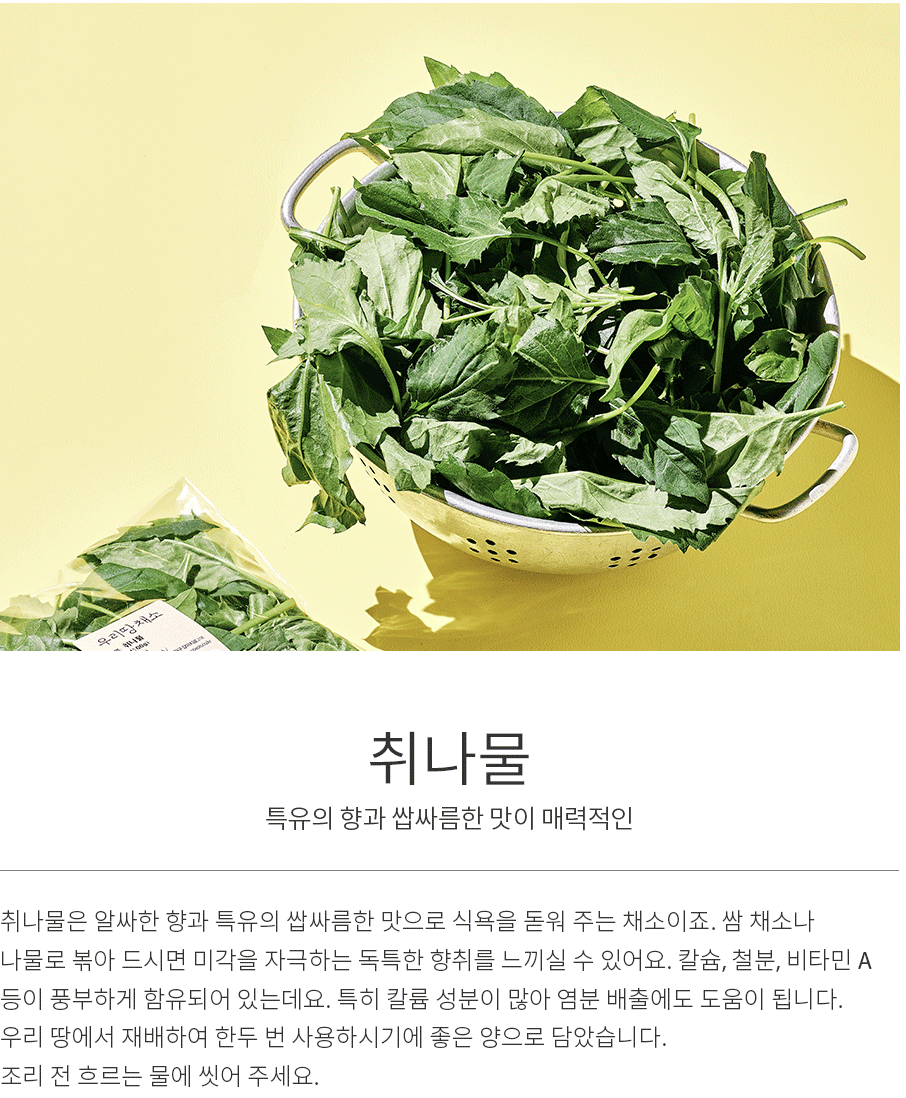 우리땅 채소
취나물
취나물
특유의 향과 쌉싸름한 맛이 매력적인
취나물은 알싸한 향과 특유의 쌉싸름한 맛으로 식욕을 돋워 주는 채소이죠. 쌈 채소나
나물로 볶아 드시면 미각을 자극하는 독특한 향취를 느끼실 수 있어요. 칼슘, 철분, 비타민 A
등이 풍부하게 함유되어 있는데요. 특히 칼륨 성분이 많아 염분 배출에도 도움이 됩니다.
우리 땅에서 재배하여 한두 번 사용하시기에 좋은 양으로 담았습니다.
조리 전 흐르는 물에 씻어 주세요.